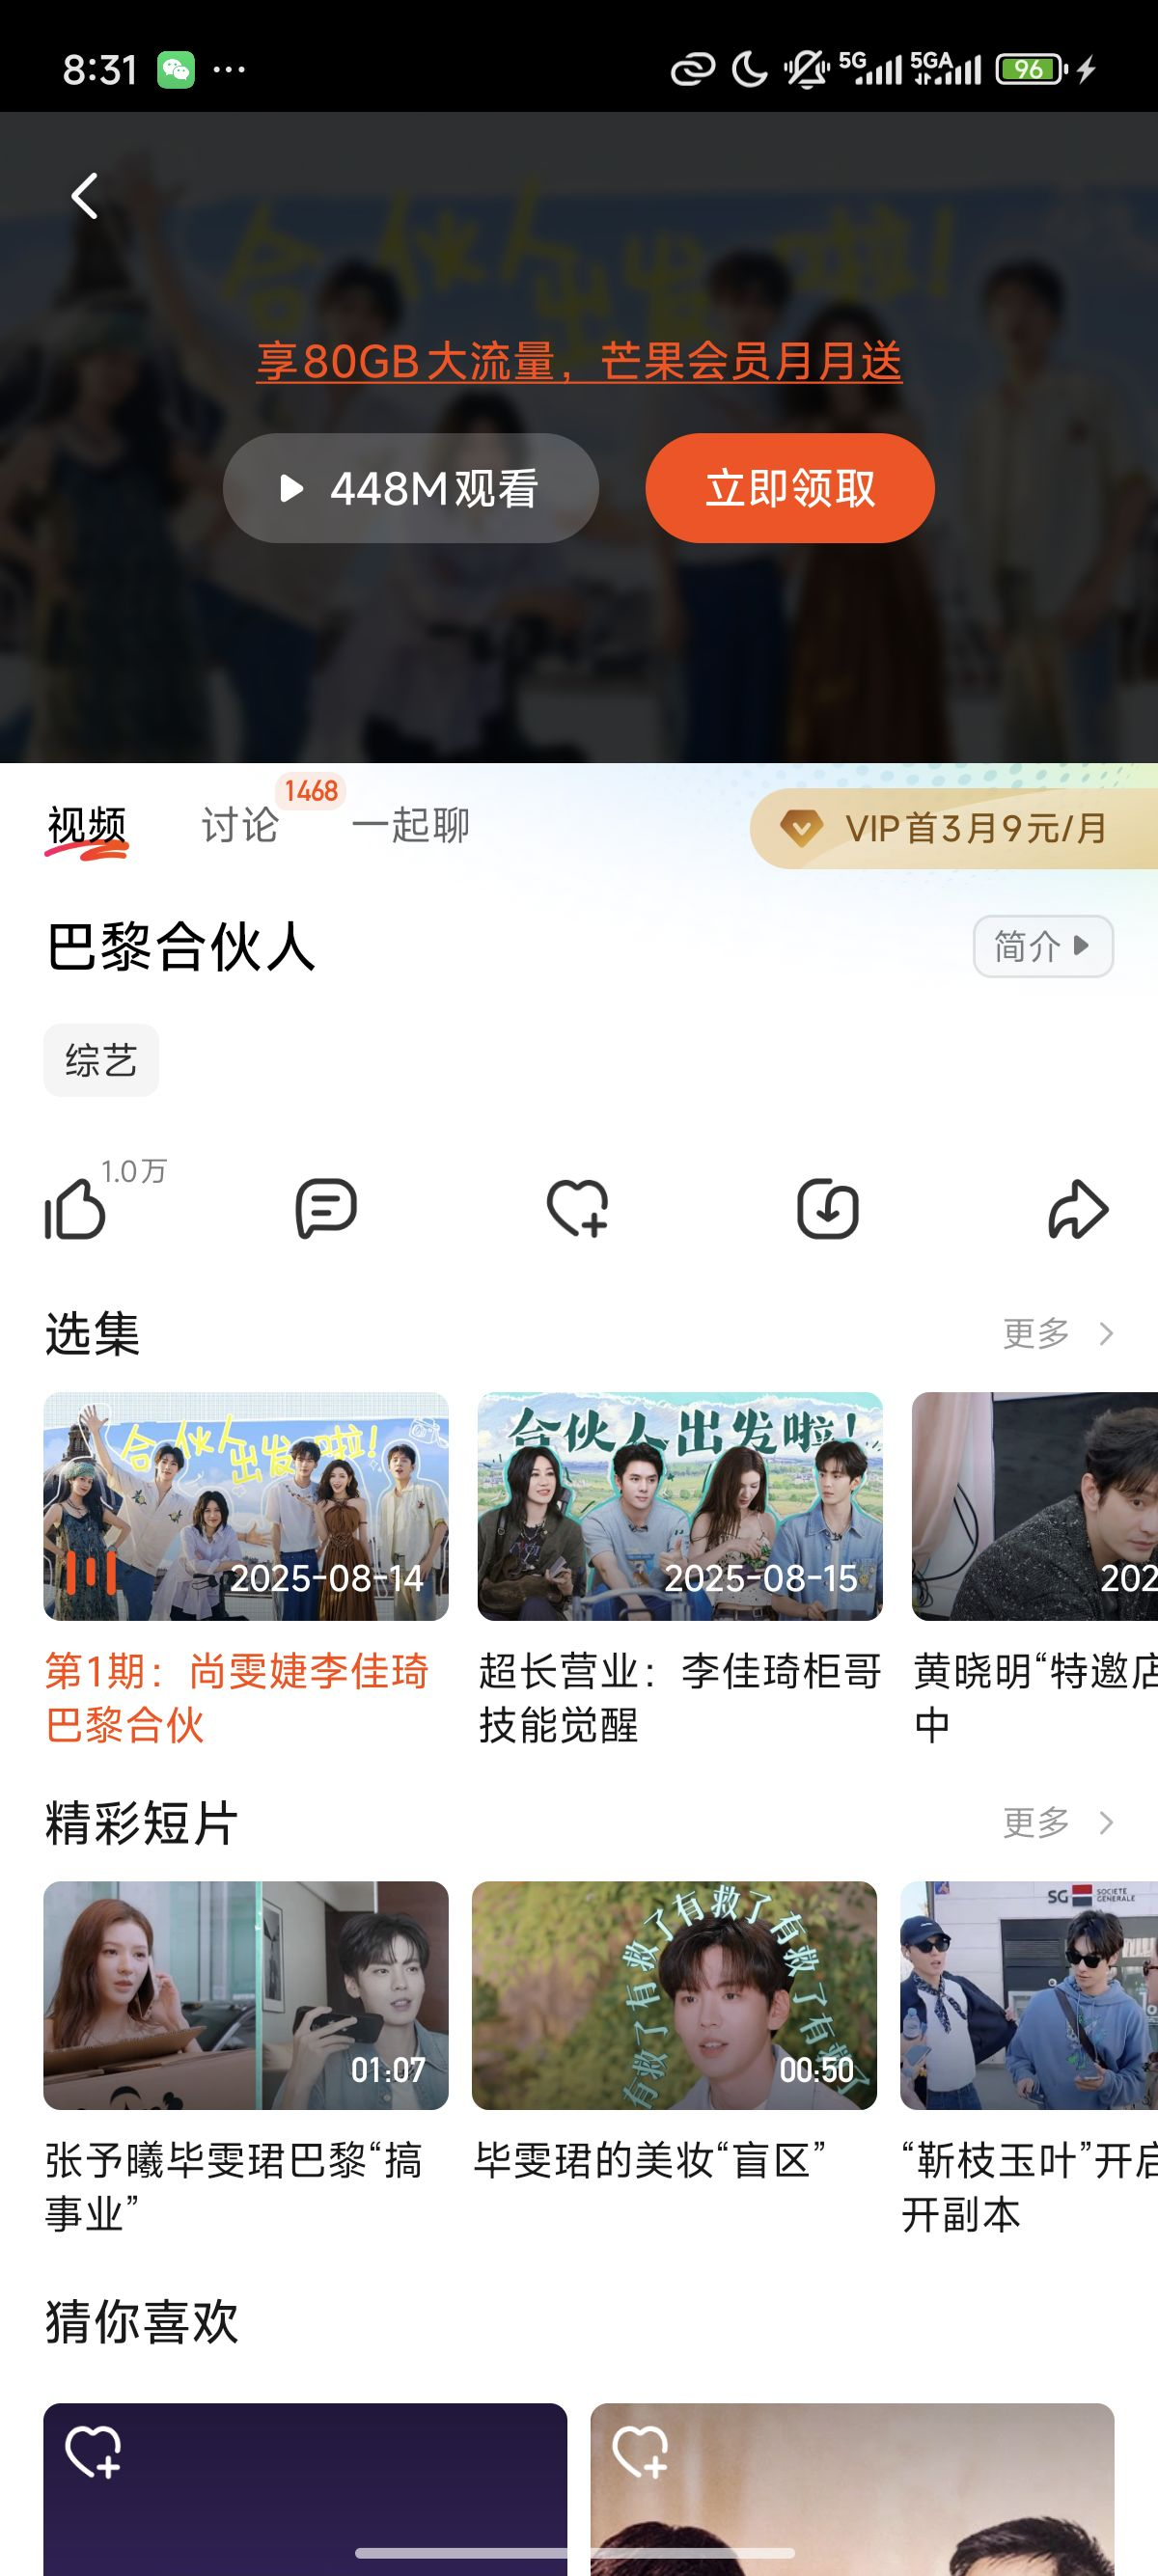 8:31
5G
5GA
96
合伙人出发啦!
享80GB大流量，芒果会员月月送
448M观看
立即领取
视频
讨论
1468
一起聊
VIP首3月9元/月
巴黎合伙人
简介
综艺
1.0万
选集
更多
合伙人出发啦!
2025-08-14
合伙人出发啦!
2025-08-15
202
第1期：尚雯婕李佳琦
巴黎合伙
超长营业：李佳琦柜哥
技能觉醒
黄晓明“特邀店
中
精彩短片
更多
01:07
有救了有救了有救了有救了有救了
00:50
SG
SOCIETE
GENERALE
张予曦毕雯珺巴黎“搞
事业”
毕雯珺的美妆“盲区”
“靳枝玉叶”开启
开副本
猜你喜欢